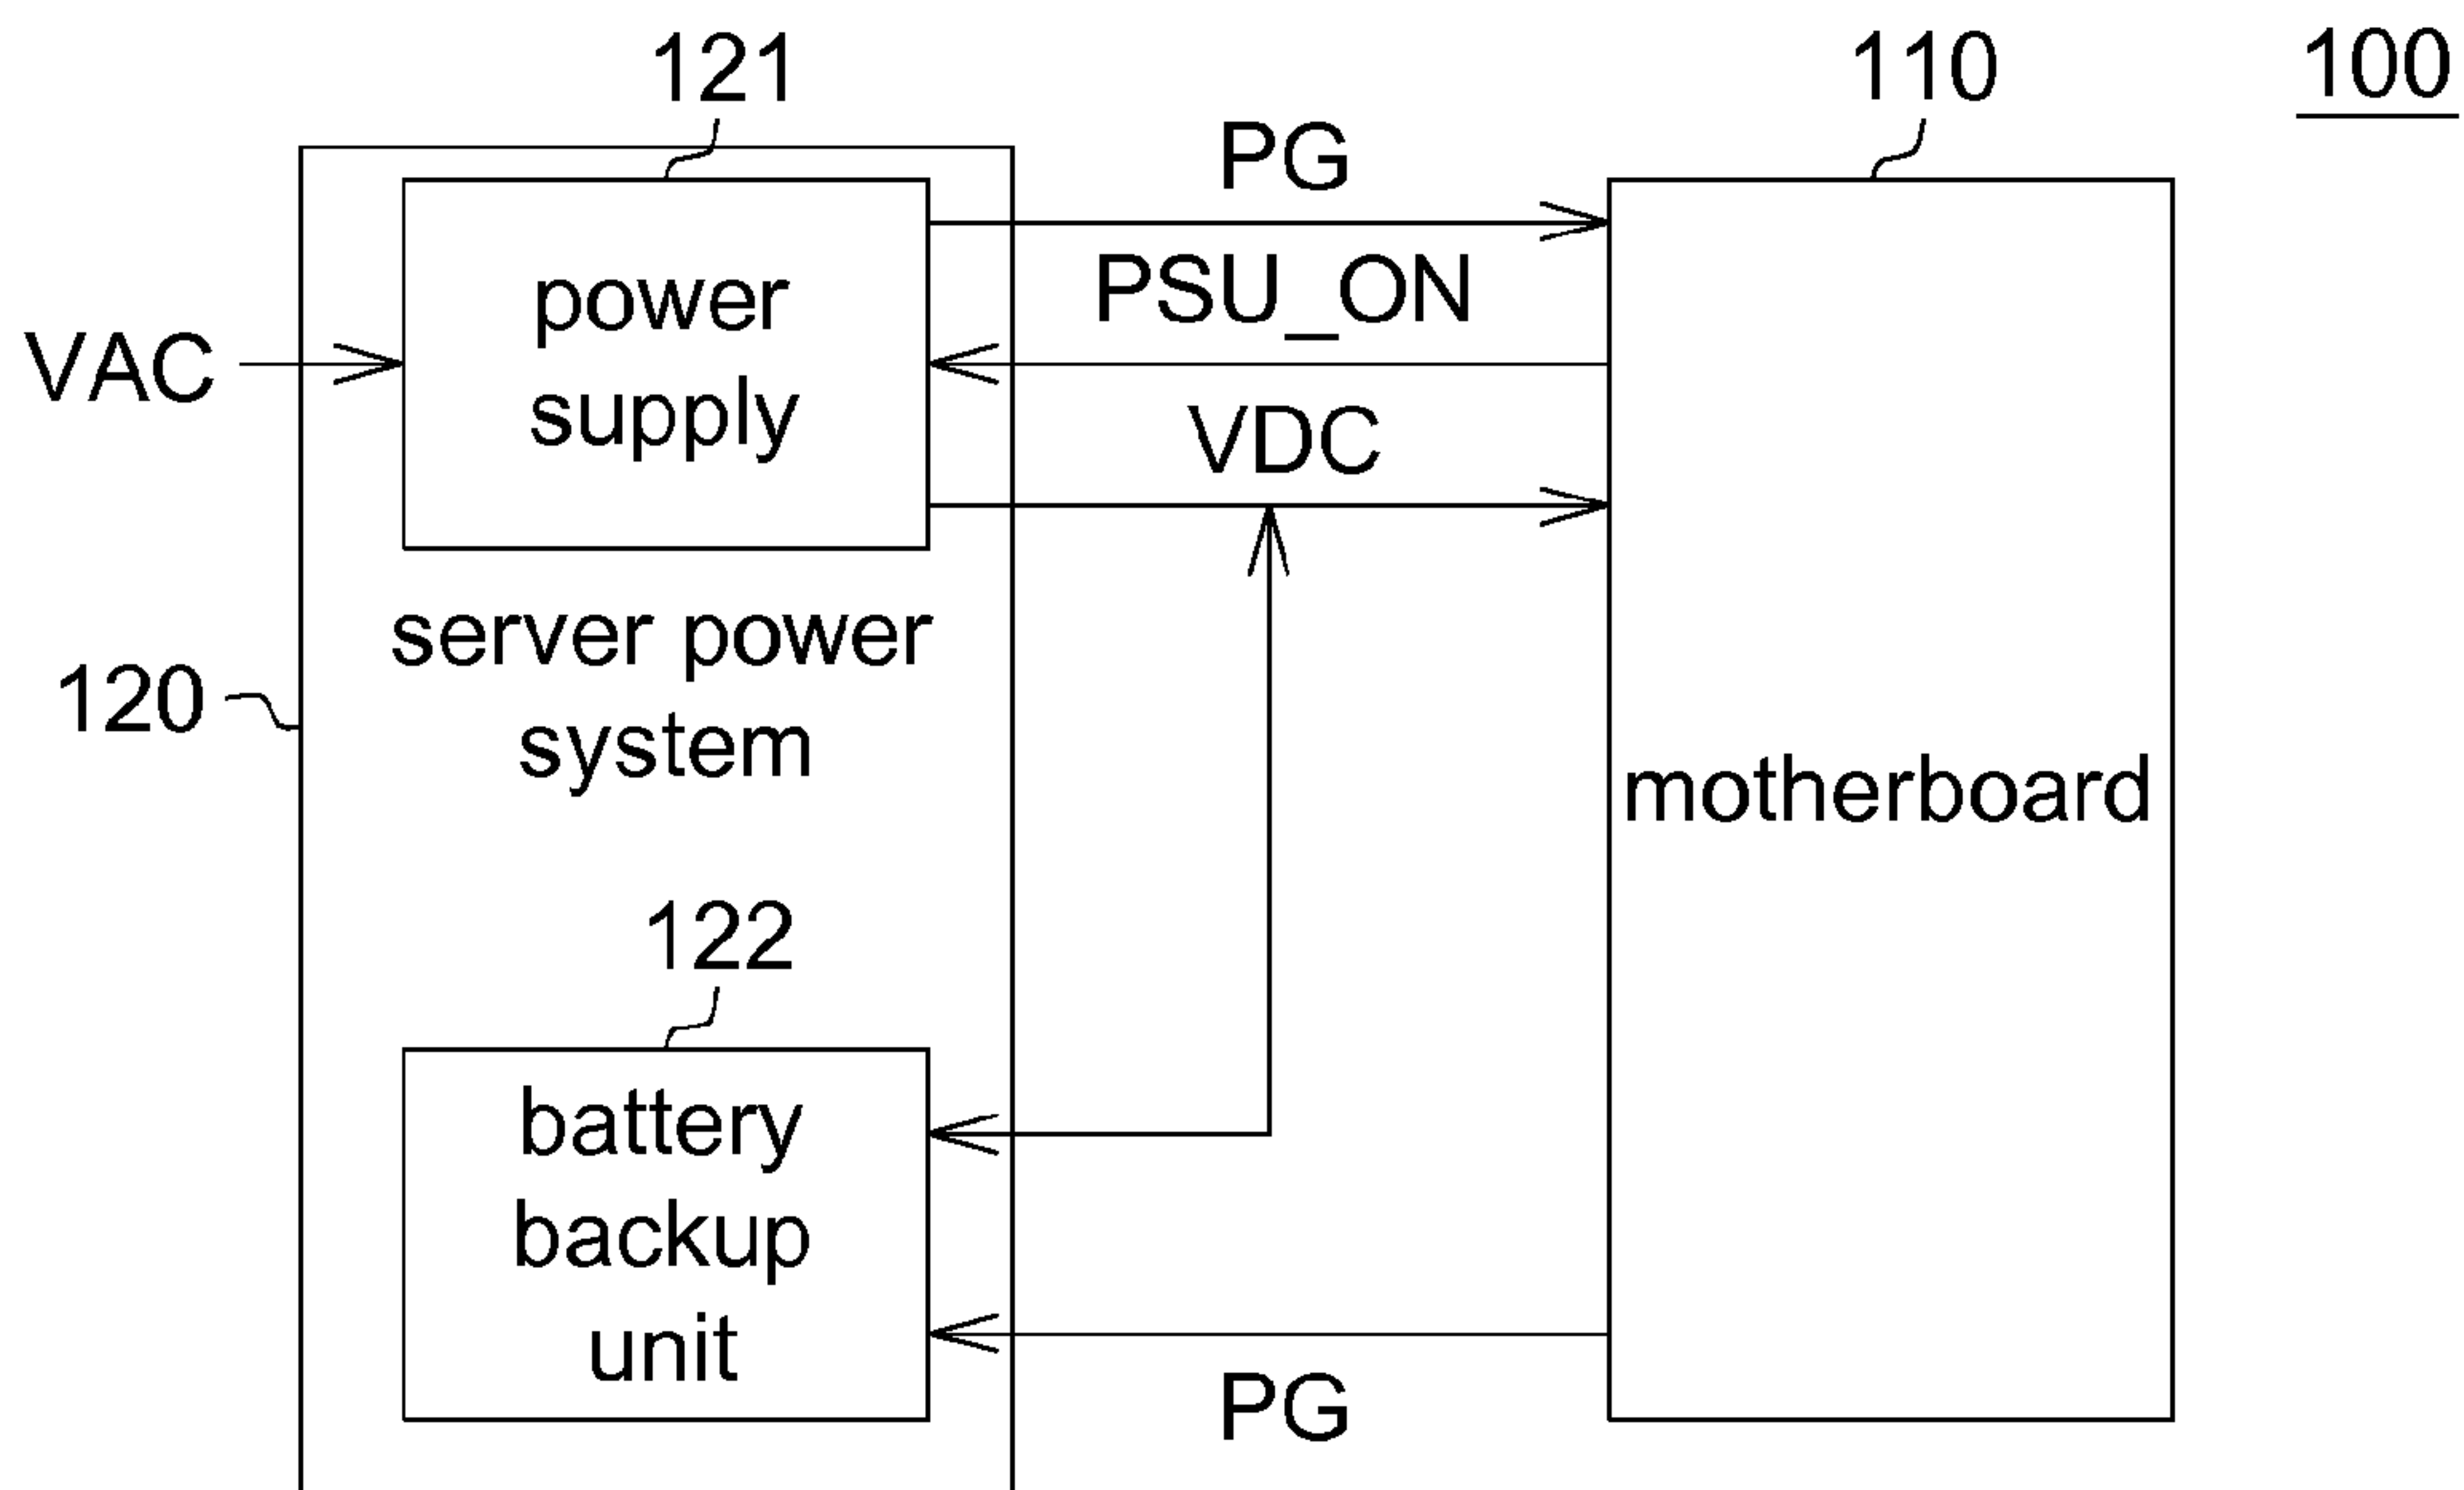 100
121
110
PG
power
supply
PSU_ON
VAC
VDC
server power
system
120
motherboard
122
battery
backup
unit
PG